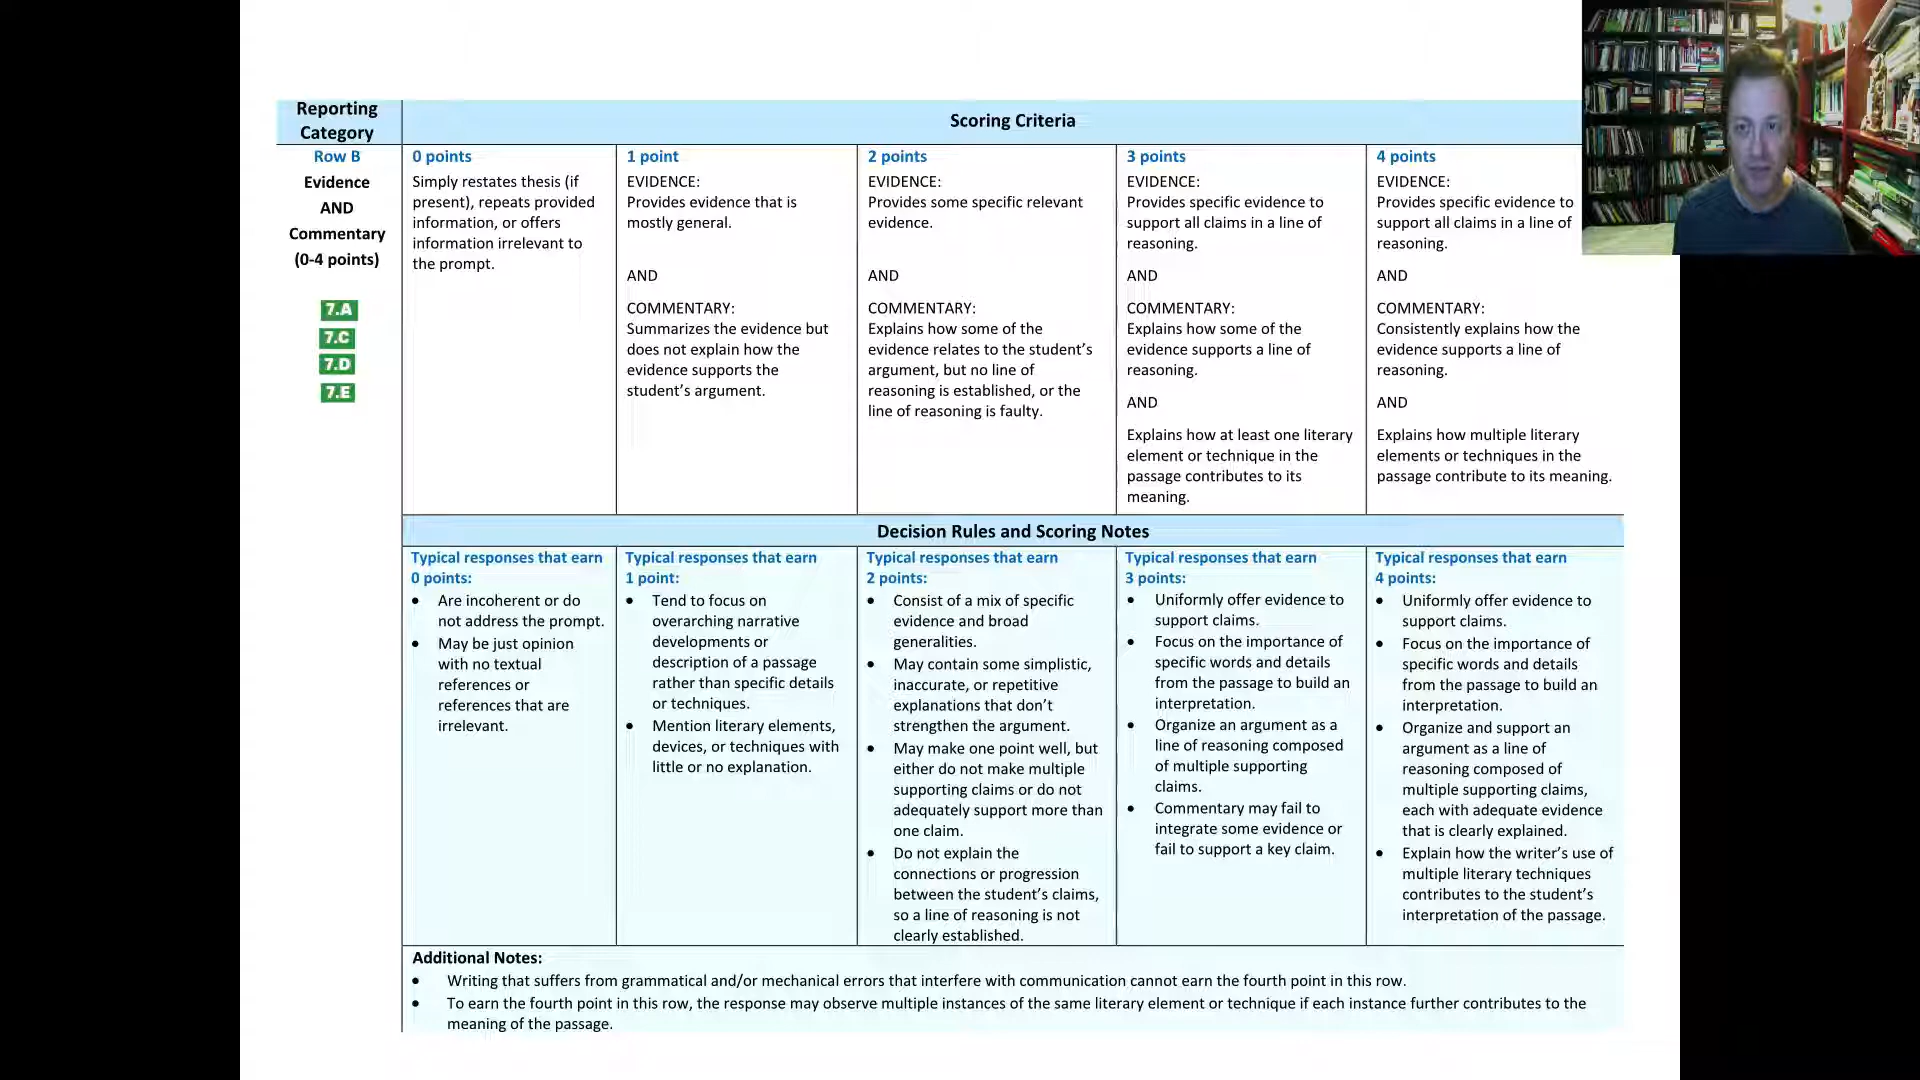 Reporting
Category
Scoring Criteria
Row B
Evidence
AND
Commentary
(0-4 points)
7.A
7.C
7.D
7.E
0 points
Simply restates thesis (if
present), repeats provided
information, or offers
information irrelevant to
the prompt.
1 point
EVIDENCE:
Provides evidence that is
mostly general.
AND
COMMENTARY:
Summarizes the evidence but
does not explain how the
evidence supports the
student’s argument.
2 points
EVIDENCE:
Provides some specific relevant
evidence.
AND
COMMENTARY:
Explains how some of the
evidence relates to the student’s
argument, but no line of
reasoning is established, or the
line of reasoning is faulty.
3 points
EVIDENCE:
Provides specific evidence to
support all claims in a line of
reasoning.
AND
COMMENTARY:
Explains how some of the
evidence supports a line of
reasoning.
AND
Explains how at least one literary
element or technique in the
passage contributes to its
meaning.
4 points
EVIDENCE:
Provides specific evidence to
support all claims in a line of
reasoning.
AND
COMMENTARY:
Consistently explains how the
evidence supports a line of
reasoning.
AND
Explains how multiple literary
elements or techniques in the
passage contribute to its meaning.
Decision Rules and Scoring Notes
Typical responses that earn
0 points:
• Are incoherent or do
not address the prompt.
• May be just opinion
with no textual
references or
references that are
irrelevant.
Typical responses that earn
1 point:
• Tend to focus on
overarching narrative
developments or
description of a passage
rather than specific details
or techniques.
• Mention literary elements,
devices, or techniques with
little or no explanation.
Typical responses that earn
2 points:
• Consist of a mix of specific
evidence and broad
generalities.
• May contain some simplistic,
inaccurate, or repetitive
explanations that don’t
strengthen the argument.
• May make one point well, but
either do not make multiple
supporting claims or do not
adequately support more than
one claim.
• Do not explain the
connections or progression
between the student’s claims,
so a line of reasoning is not
clearly established.
Typical responses that earn
3 points:
• Uniformly offer evidence to
support claims.
• Focus on the importance of
specific words and details
from the passage to build an
interpretation.
• Organize an argument as a
line of reasoning composed
of multiple supporting
claims.
• Commentary may fail to
integrate some evidence or
fail to support a key claim.
Typical responses that earn
4 points:
• Uniformly offer evidence to
support claims.
• Focus on the importance of
specific words and details
from the passage to build an
interpretation.
• Organize and support an
argument as a line of
reasoning composed of
multiple supporting claims,
each with adequate evidence
that is clearly explained.
• Explain how the writer’s use of
multiple literary techniques
contributes to the student’s
interpretation of the passage.
Additional Notes:
• Writing that suffers from grammatical and/or mechanical errors that interfere with communication cannot earn the fourth point in this row.
• To earn the fourth point in this row, the response may observe multiple instances of the same literary element or technique if each instance further contributes to the
meaning of the passage.